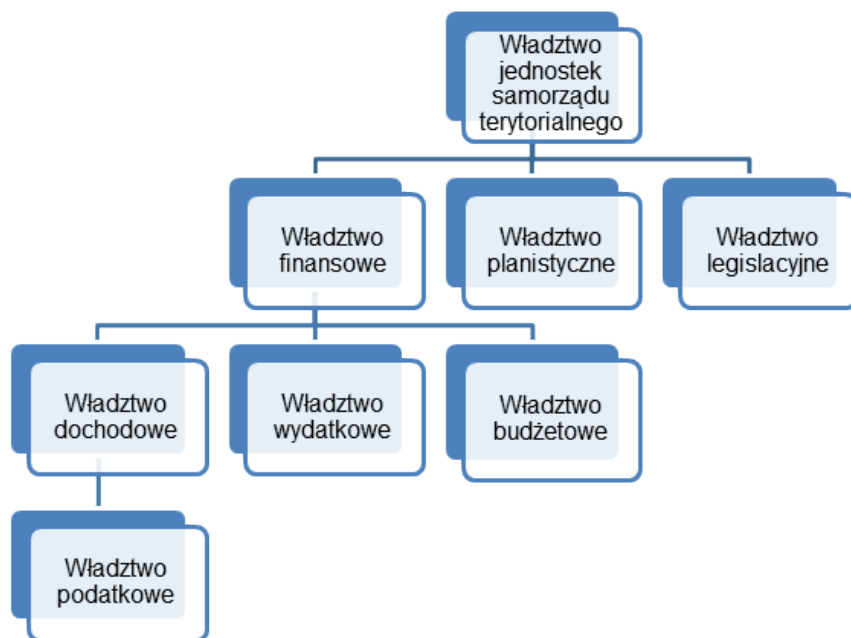 Władztwo
jednostek
samorządu
terytorialnego
Władztwo
finansowe
Władztwo
planistyczne
Władztwo
legislacyjne
Władztwo
dochodowe
Władztwo
wydatkowe
Władztwo
budżetowe
Władztwo
podatkowe